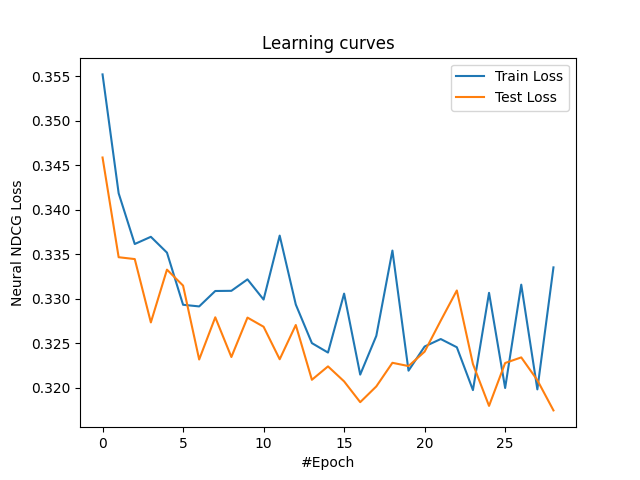 Learning curves
Train Loss
Test Loss
0.355
0.350
0.345
0.340
0.335
0.330
0.325
0.320
Neural NDCG Loss
0 5 10 15 20 25
#Epoch